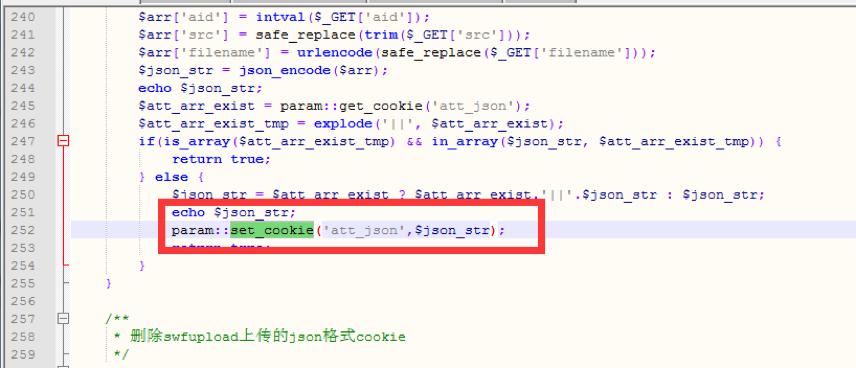 240 $arr['aid'] = intval($_GET['aid']);
241 $arr['src'] = safe_replace(trim($_GET['src']));
242 $arr['filename'] = urlencode(safe_replace($_GET['filename']));
243 $json_str = json_encode($arr);
244 echo $json_str;
245 $att_arr_exist = param::get_cookie('att_json');
246 $att_arr_exist_tmp = explode('||', $att_arr_exist);
247 if(is_array($att_arr_exist_tmp) && in_array($json_str, $att_arr_exist_tmp)) {
248 return true;
249 } else {
250 $json_str = $att_arr_exist ? $att_arr_exist.'||'.$json_str : $json_str;
251 echo $json_str;
252 param::set_cookie('att_json',$json_str);
253 return true;
254 }
255 }
256
257 /**
258 * 删除swfupload上传的json格式cookie
259 */